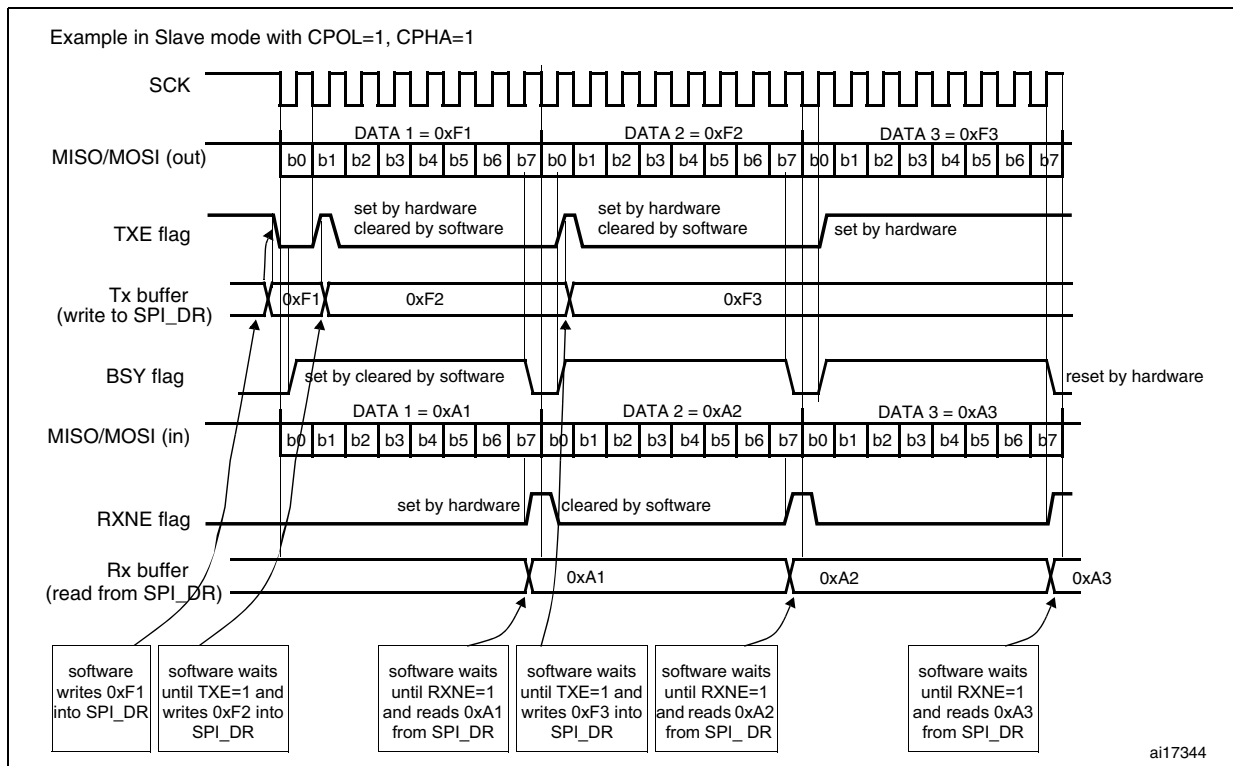 Example in Slave mode with CPOL=1, CPHA=1
SCK
DATA 1 = 0xF1 DATA 2 = 0xF2 DATA 3 = 0xF3
MISO/MOSI (out) b0 b1 b2 b3 b4 b5 b6 b7 b0 b1 b2 b3 b4 b5 b6 b7 b0 b1 b2 b3 b4 b5 b6 b7
set by hardware set by hardware
cleared by software cleared by software
TXE flag set by hardware
Tx buffer 0xF1 0xF2 0xF3
(write to SPI_DR)
BSY flag set by cleared by software reset by hardware
DATA 1 = 0xA1 DATA 2 = 0xA2 DATA 3 = 0xA3
MISO/MOSI (in) b0 b1 b2 b3 b4 b5 b6 b7 b0 b1 b2 b3 b4 b5 b6 b7 b0 b1 b2 b3 b4 b5 b6 b7
set by hardware cleared by software
RXNE flag
Rx buffer 0xA1 0xA2 0xA3
(read from SPI_DR)
software
writes 0xF1
into SPI_DR
software waits
until TXE=1 and
writes 0xF2 into
SPI_DR
software waits
until RXNE=1
and reads 0xA1
from SPI_DR
software waits
until TXE=1 and
writes 0xF3 into
SPI_DR
software waits
until RXNE=1
and reads 0xA2
from SPI_ DR
software waits
until RXNE=1
and reads 0xA3
from SPI_DR
ai17344